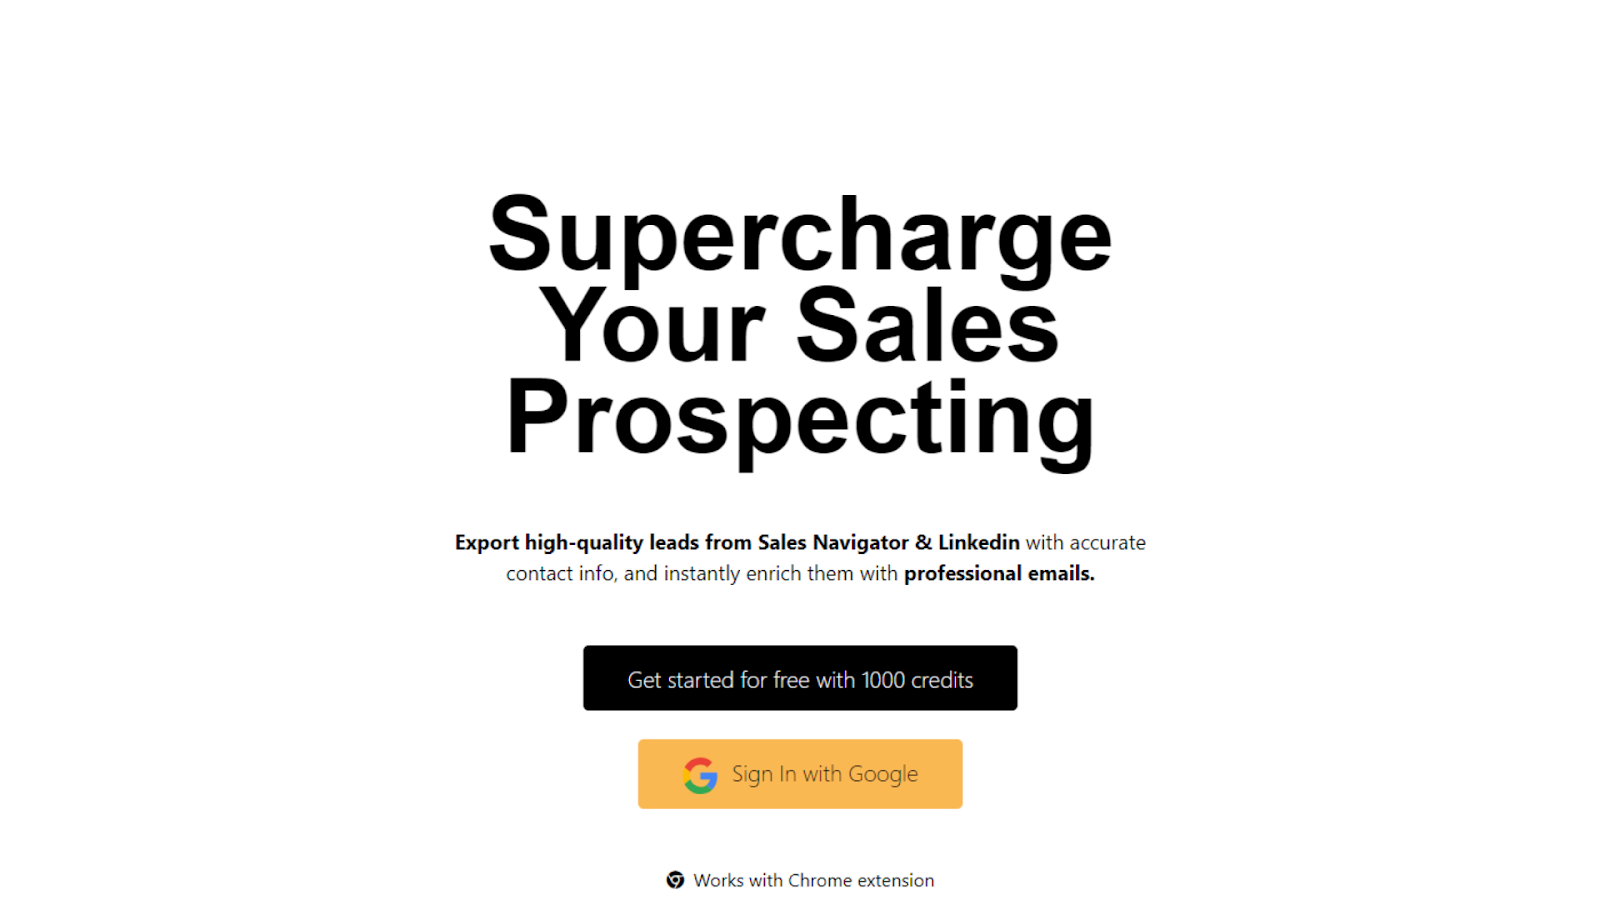 Supercharge
Your Sales
Prospecting
Export high-quality leads from Sales Navigator & Linkedin with accurate
contact info, and instantly enrich them with professional emails.
Get started for free with 1000 credits
Sign In with Google
Works with Chrome extension